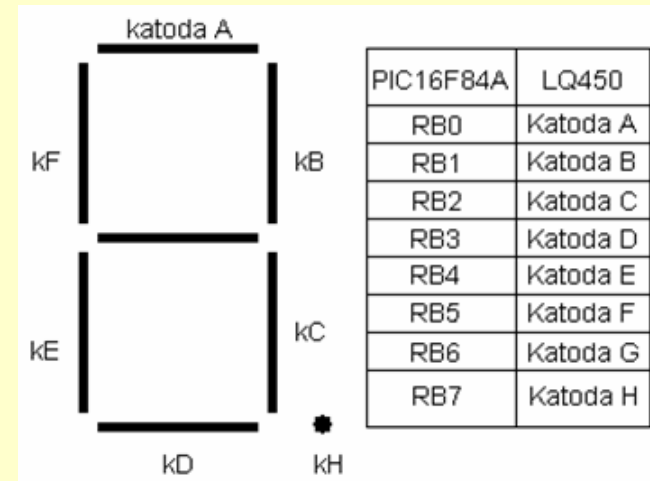 katoda A
kF
kB
kE
kC
kD
kH
PIC16F84A LQ450
RB0 Katoda A
RB1 Katoda B
RB2 Katoda C
RB3 Katoda D
RB4 Katoda E
RB5 Katoda F
RB6 Katoda G
RB7 Katoda H